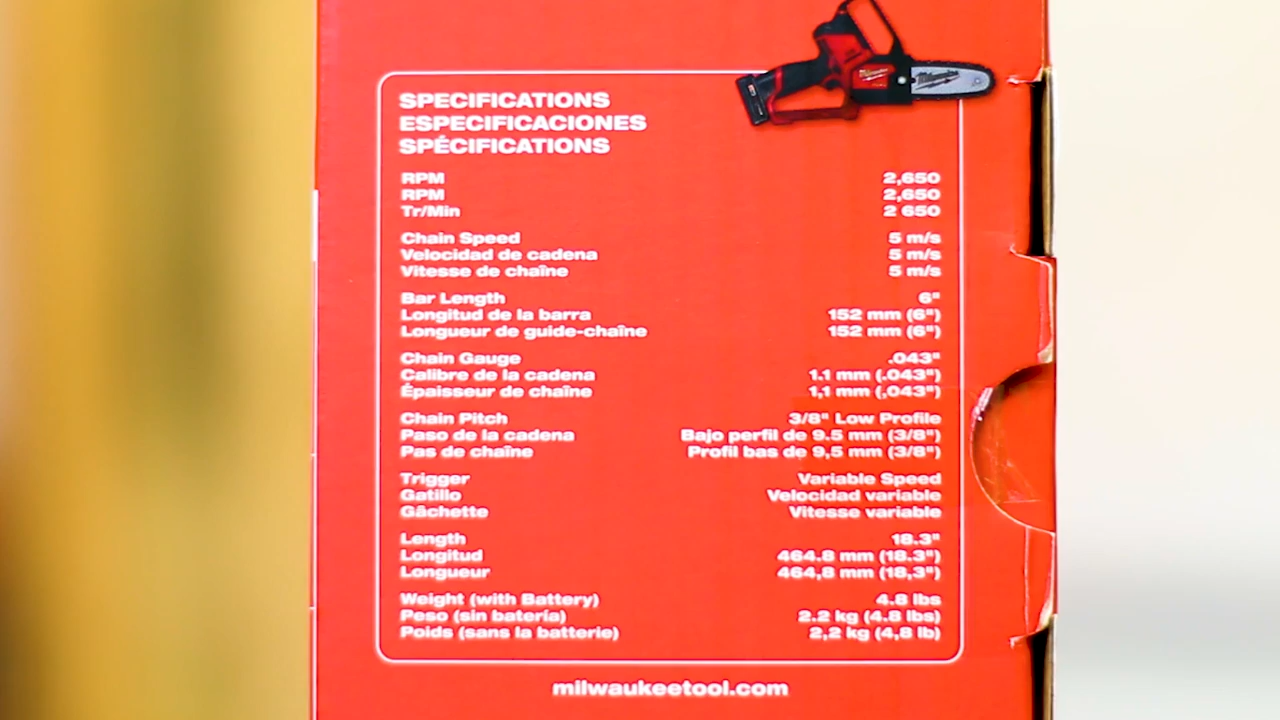 Milwaukee
Milwaukee
SPECIFICATIONS
ESPECIFICACIONES
SPÉCIFICATIONS
RPM 2,650
RPM 2,650
Tr/Min 2 650
Chain Speed 5 m/s
Velocidad de cadena 5 m/s
Vitesse de chaîne 5 m/s
Bar Length 6"
Longitud de la barra 152 mm (6")
Longueur de guide-chaîne 152 mm (6")
Chain Gauge .043"
Calibre de la cadena 1.1 mm (.043")
Épaisseur de chaîne 1,1 mm (,043")
Chain Pitch 3/8" Low Profile
Paso de la cadena Bajo perfil de 9.5 mm (3/8")
Pas de chaîne Profil bas de 9,5 mm (3/8")
Trigger Variable Speed
Gatillo Velocidad variable
Gâchette Vitesse variable
Length 18.3"
Longitud 464.8 mm (18.3")
Longueur 464,8 mm (18,3")
Weight (with Battery) 4.8 lbs
Peso (sin batería) 2.2 kg (4.8 lbs)
Poids (sans la batterie) 2,2 kg (4,8 lb)
milwaukeetool.com